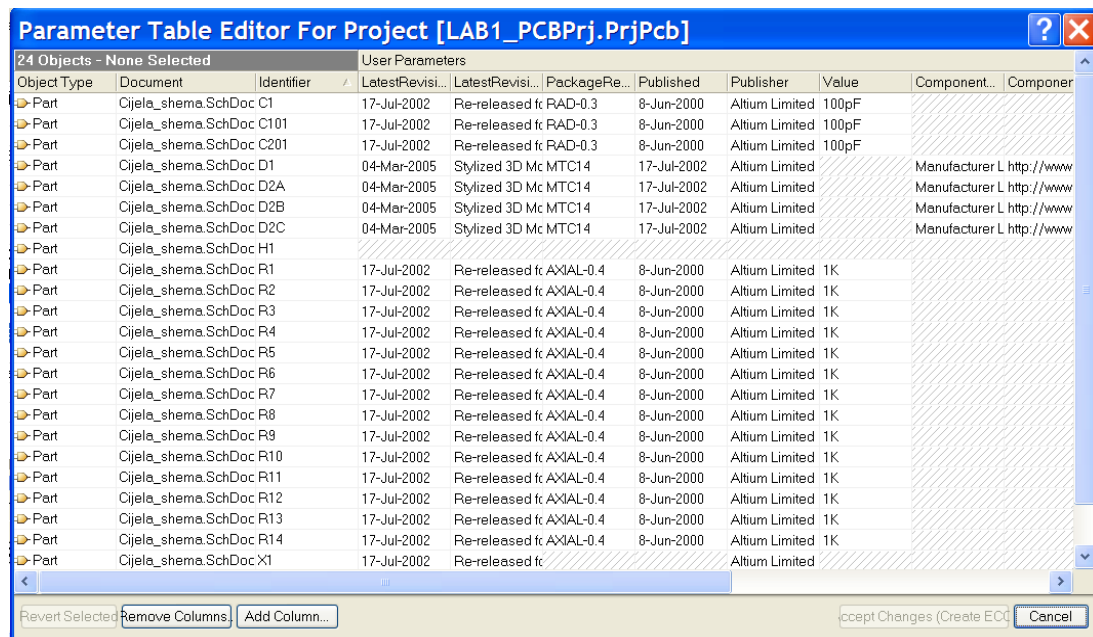 Parameter Table Editor For Project [LAB1_PCBPrj.PrjPcb]
24 Objects - None Selected User Parameters
Object Type Document Identifier LatestRevisi... LatestRevisi... PackageRe... Published Publisher Value Component... Componer
Part Cijela_shema.SchDoc C1 17-Jul-2002 Re-released fc RAD-0.3 8-Jun-2000 Altium Limited 100pF
Part Cijela_shema.SchDoc C101 17-Jul-2002 Re-released fc RAD-0.3 8-Jun-2000 Altium Limited 100pF
Part Cijela_shema.SchDoc C201 17-Jul-2002 Re-released fc RAD-0.3 8-Jun-2000 Altium Limited 100pF
Part Cijela_shema.SchDoc D1 04-Mar-2005 Stylized 3D Mc MTC14 17-Jul-2002 Altium Limited Manufacturer L http://www
Part Cijela_shema.SchDoc D2A 04-Mar-2005 Stylized 3D Mc MTC14 17-Jul-2002 Altium Limited Manufacturer L http://www
Part Cijela_shema.SchDoc D2B 04-Mar-2005 Stylized 3D Mc MTC14 17-Jul-2002 Altium Limited Manufacturer L http://www
Part Cijela_shema.SchDoc D2C 04-Mar-2005 Stylized 3D Mc MTC14 17-Jul-2002 Altium Limited Manufacturer L http://www
Part Cijela_shema.SchDoc H1
Part Cijela_shema.SchDoc R1 17-Jul-2002 Re-released fc AXIAL-0.4 8-Jun-2000 Altium Limited 1K
Part Cijela_shema.SchDoc R2 17-Jul-2002 Re-released fc AXIAL-0.4 8-Jun-2000 Altium Limited 1K
Part Cijela_shema.SchDoc R3 17-Jul-2002 Re-released fc AXIAL-0.4 8-Jun-2000 Altium Limited 1K
Part Cijela_shema.SchDoc R4 17-Jul-2002 Re-released fc AXIAL-0.4 8-Jun-2000 Altium Limited 1K
Part Cijela_shema.SchDoc R5 17-Jul-2002 Re-released fc AXIAL-0.4 8-Jun-2000 Altium Limited 1K
Part Cijela_shema.SchDoc R6 17-Jul-2002 Re-released fc AXIAL-0.4 8-Jun-2000 Altium Limited 1K
Part Cijela_shema.SchDoc R7 17-Jul-2002 Re-released fc AXIAL-0.4 8-Jun-2000 Altium Limited 1K
Part Cijela_shema.SchDoc R8 17-Jul-2002 Re-released fc AXIAL-0.4 8-Jun-2000 Altium Limited 1K
Part Cijela_shema.SchDoc R9 17-Jul-2002 Re-released fc AXIAL-0.4 8-Jun-2000 Altium Limited 1K
Part Cijela_shema.SchDoc R10 17-Jul-2002 Re-released fc AXIAL-0.4 8-Jun-2000 Altium Limited 1K
Part Cijela_shema.SchDoc R11 17-Jul-2002 Re-released fc AXIAL-0.4 8-Jun-2000 Altium Limited 1K
Part Cijela_shema.SchDoc R12 17-Jul-2002 Re-released fc AXIAL-0.4 8-Jun-2000 Altium Limited 1K
Part Cijela_shema.SchDoc R13 17-Jul-2002 Re-released fc AXIAL-0.4 8-Jun-2000 Altium Limited 1K
Part Cijela_shema.SchDoc R14 17-Jul-2002 Re-released fc AXIAL-0.4 8-Jun-2000 Altium Limited 1K
Part Cijela_shema.SchDoc X1 17-Jul-2002 Re-released fc Altium Limited
Revert Selected Remove Columns.. Add Column... ccept Changes (Create ECO Cancel